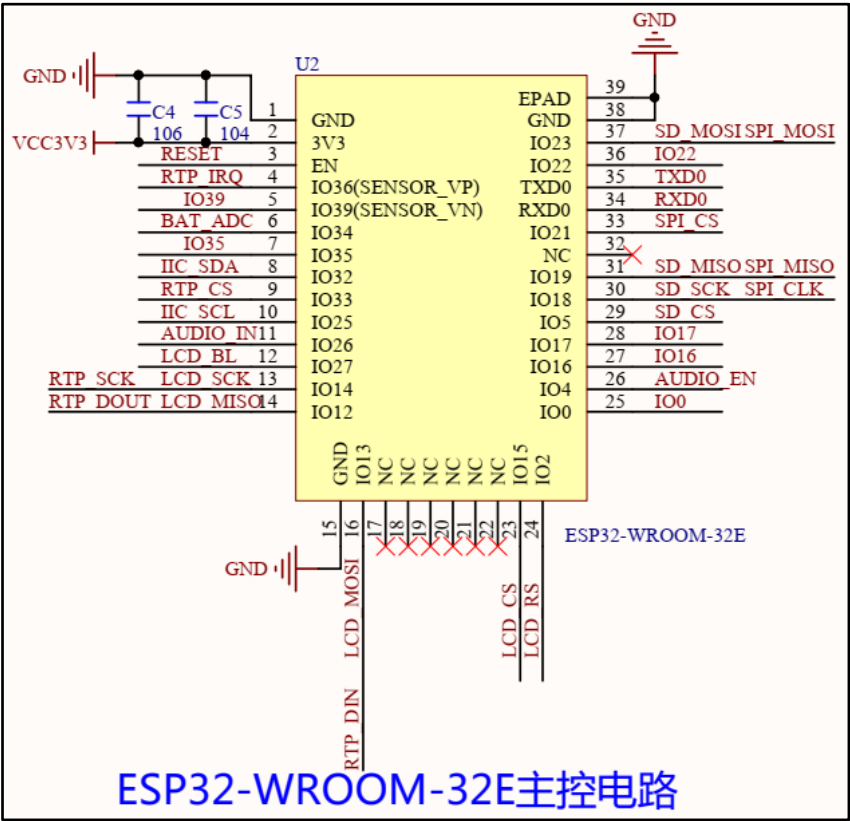 GND
U2
GND
C4
C5
106
104
VCC3V3
RESET
RTP_IRQ
IO39
BAT_ADC
IO35
IIC_SDA
RTP_CS
IIC_SCL
AUDIO_IN
LCD_BL
RTP_SCK LCD_SCK
RTP_DOUT LCD_MISO
1
2
3
4
5
6
7
8
9
10
11
12
13
14
GND
3V3
EN
IO36(SENSOR_VP)
IO39(SENSOR_VN)
IO34
IO35
IO32
IO33
IO25
IO26
IO27
IO14
IO12
EPAD
GND
IO23
IO22
TXD0
RXD0
IO21
NC
IO19
IO18
IO5
IO17
IO16
IO4
IO0
39
38
37
36
35
34
33
32
31
30
29
28
27
26
25
SD_MOSI SPI_MOSI
IO22
TXD0
RXD0
SPI_CS
SD_MISO SPI_MISO
SD_SCK SPI_CLK
SD_CS
IO17
IO16
AUDIO_EN
IO0
GND
IO13
NC
NC
NC
NC
NC
NC
IO15
IO2
15
16
17
18
19
20
21
22
23
24
ESP32-WROOM-32E
GND
LCD_MOSI
RTP_DIN
LCD_CS
LCD_RS
ESP32-WROOM-32E主控电路